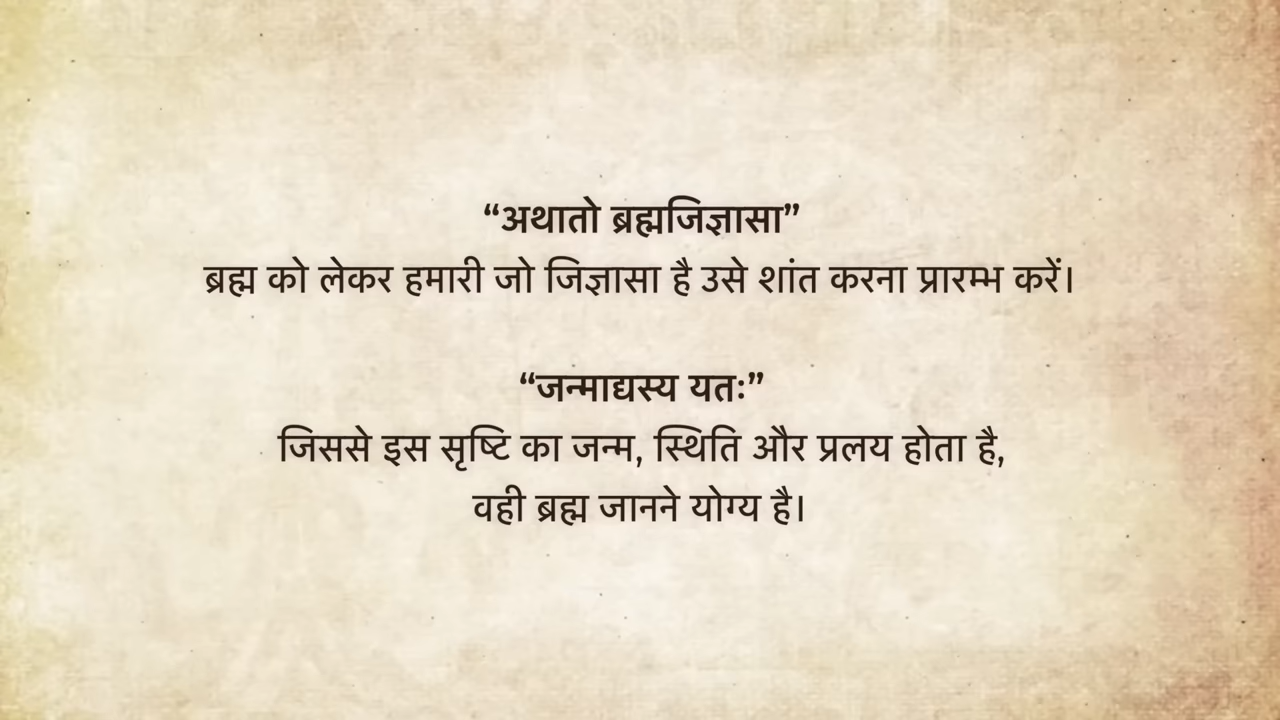 “अथातो ब्रह्मजिज्ञासा”
ब्रह्म को लेकर हमारी जो जिज्ञासा है उसे शांत करना प्रारम्भ करें।
“जन्माद्यस्य यतः”
जिससे इस सृष्टि का जन्म, स्थिति और प्रलय होता है,
वही ब्रह्म जानने योग्य है।